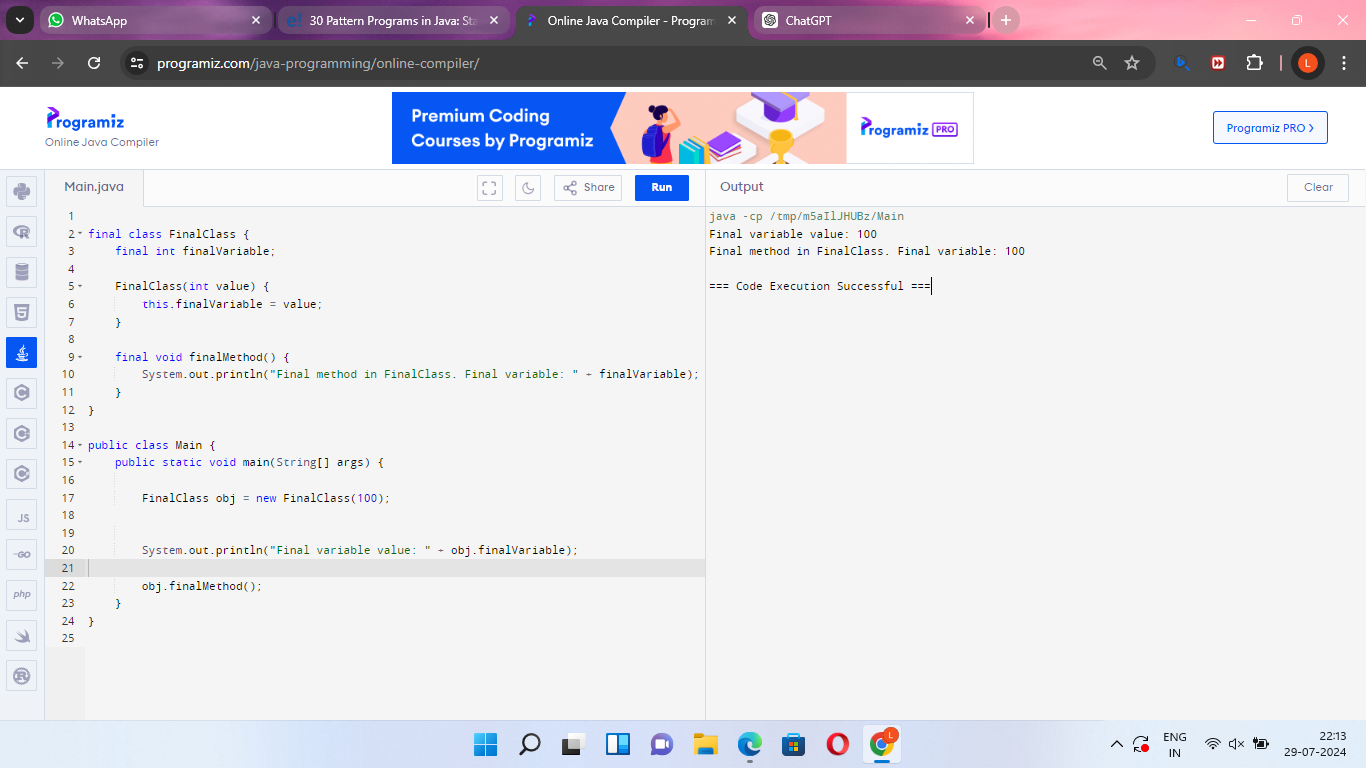 WhatsApp
30 Pattern Programs in Java: Sta
Online Java Compiler - Program
ChatGPT
programiz.com/java-programming/online-compiler/
L
Programiz
Online Java Compiler
Premium Coding
Courses by Programiz
Programiz PRO
Programiz PRO >
Main.java
Share
Run
Output
Clear
1
2 final class FinalClass {
3     final int finalVariable;
4
5     FinalClass(int value) {
6         this.finalVariable = value;
7     }
8
9     final void finalMethod() {
10         System.out.println("Final method in FinalClass. Final variable: " + finalVariable);
11     }
12 }
13
14 public class Main {
15     public static void main(String[] args) {
16
17         FinalClass obj = new FinalClass(100);
18
19
20         System.out.println("Final variable value: " + obj.finalVariable);
21
22         obj.finalMethod();
23     }
24 }
25
java -cp /tmp/m5aIlJHUBz/Main
Final variable value: 100
Final method in FinalClass. Final variable: 100
=== Code Execution Successful ===
JS
GO
php
L
ENG
IN
22:13
29-07-2024